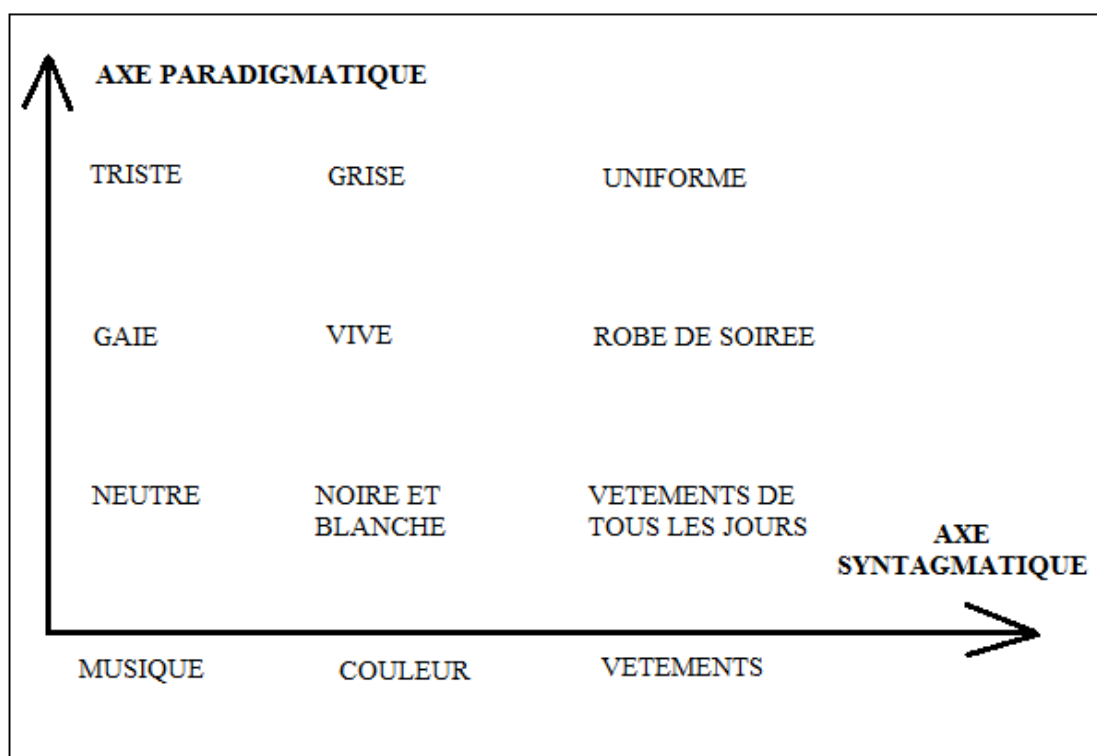 AXE PARADIGMATIQUE
TRISTE GRISE UNIFORME
GAIE VIVE ROBE DE SOIREE
NEUTRE NOIRE ET BLANCHE VETEMENTS DE TOUS LES JOURS
AXE
SYNTAGMATIQUE
MUSIQUE COULEUR VETEMENTS